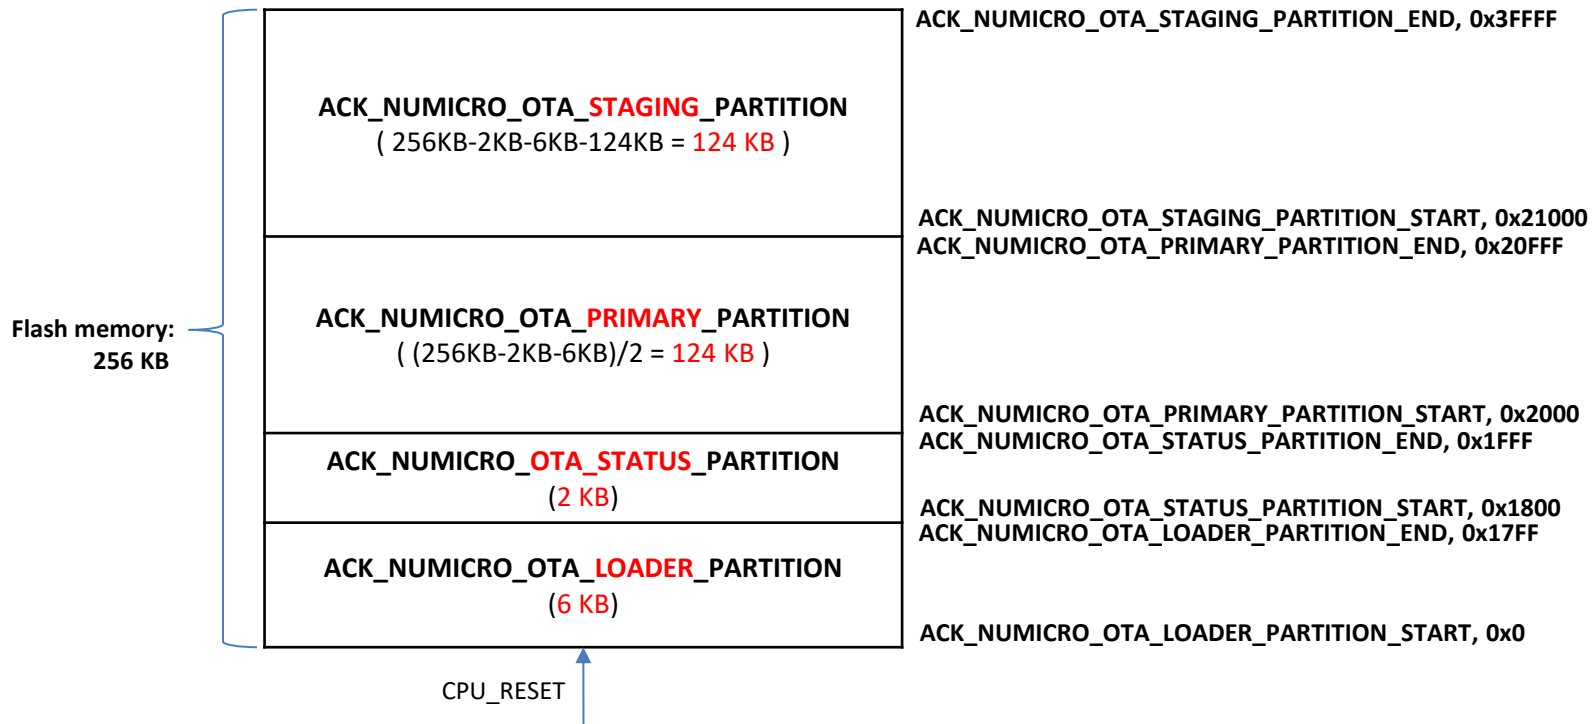 ACK_NUMICRO_OTA_STAGING_PARTITION_END, 0x3FFFF
ACK_NUMICRO_OTA_STAGING_PARTITION
( 256KB-2KB-6KB-124KB = 124 KB )
ACK_NUMICRO_OTA_STAGING_PARTITION_START, 0x21000
ACK_NUMICRO_OTA_PRIMARY_PARTITION_END, 0x20FFF
Flash memory:
256 KB
ACK_NUMICRO_OTA_PRIMARY_PARTITION
( (256KB-2KB-6KB)/2 = 124 KB )
ACK_NUMICRO_OTA_PRIMARY_PARTITION_START, 0x2000
ACK_NUMICRO_OTA_STATUS_PARTITION_END, 0x1FFF
ACK_NUMICRO_OTA_STATUS_PARTITION
(2 KB)
ACK_NUMICRO_OTA_STATUS_PARTITION_START, 0x1800
ACK_NUMICRO_OTA_LOADER_PARTITION_END, 0x17FF
ACK_NUMICRO_OTA_LOADER_PARTITION
(6 KB)
ACK_NUMICRO_OTA_LOADER_PARTITION_START, 0x0
CPU_RESET